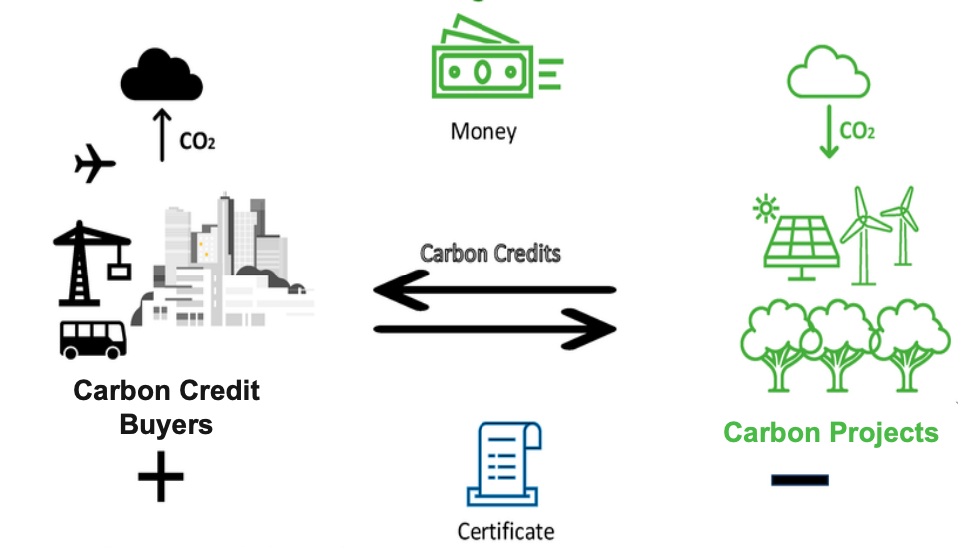 Money
CO₂
CO₂
Carbon Credits
Carbon Credit
Buyers
Carbon Projects
Certificate